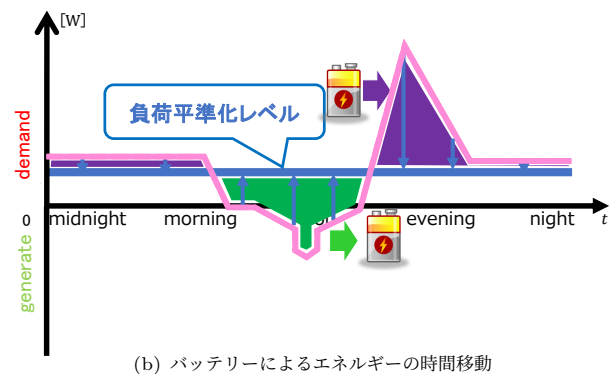 [W]
負荷平準化レベル
demand
0
midnight
morning
evening
night
t
generate
(b) バッテリーによるエネルギーの時間移動